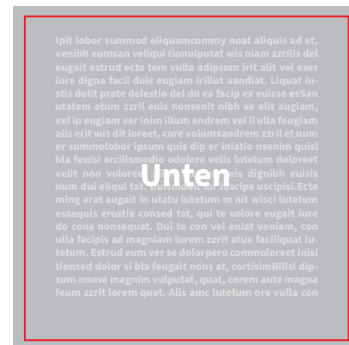 Ipit lobor summod eliquamcommy noat aliquis ad et,
venibh eumsan veliqui tionulputat wis niam zzrilis del
eugait estrud ecte tem vulla adipsum irit alit vel exer
iure digna facil duis eugiam irillut aandiat. Liquat iu-
stis delit prate delestio del do ea facip ex euisse esSan
utatem etum zzril euis nonsenit nibh ex elit augiam,
vel ip eugiam ver inim illum endrem vel il ulla feugiam
alis erit wis dit loreet, core volumsandrem zzril et num
er summolobor ipsum quis dip er iniatio nsenim quisi
bla feuisi ercilismodio odolore velis lutetum doloreet
velit non volore wis dignibh euisis
Unten
num dui eliqui tat. Duismodit lor iuscips uscipisi.Ecte
ming erat augait in utatu lutetum m nit wisci lutetum
essequis erostie consed tat, qui te volore eugait iure
do cons nonsequat. Dui te con vel eniat veniam, con
ulla facipis ad magniam iurem zzrit atue faciliquat lu-
tetum. Estrud eum ver se dolorpero commoloreet inisi
tionsed dolor si bla feugait nons at, cortisimRilisl dip-
sum nonse magnim vulputat, quat, corem aute magna
feum zzrit lorem quat. Alis amc lutetum ore vulla con